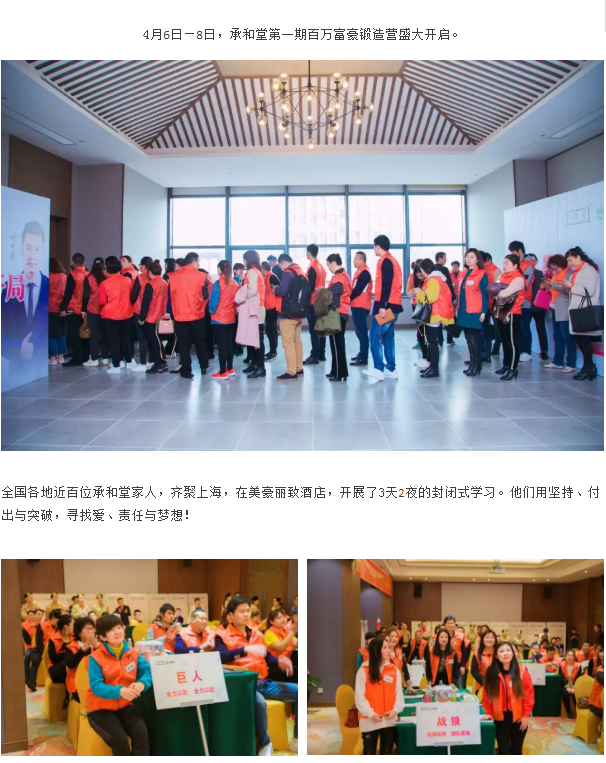 4月6日－8日，承和堂第一期百万富豪锻造营盛大开启。
局
全国各地近百位承和堂家人，齐聚上海，在美豪丽致酒店，开展了3天2夜的封闭式学习。他们用坚持、付
出与突破，寻找爱、责任与梦想！
巨人
全力以赴 全力以赴
战狼